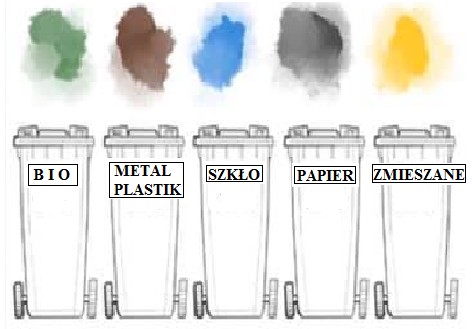 B I O
METAL
PLASTIK
SZKŁO
PAPIER
ZMIESZANE